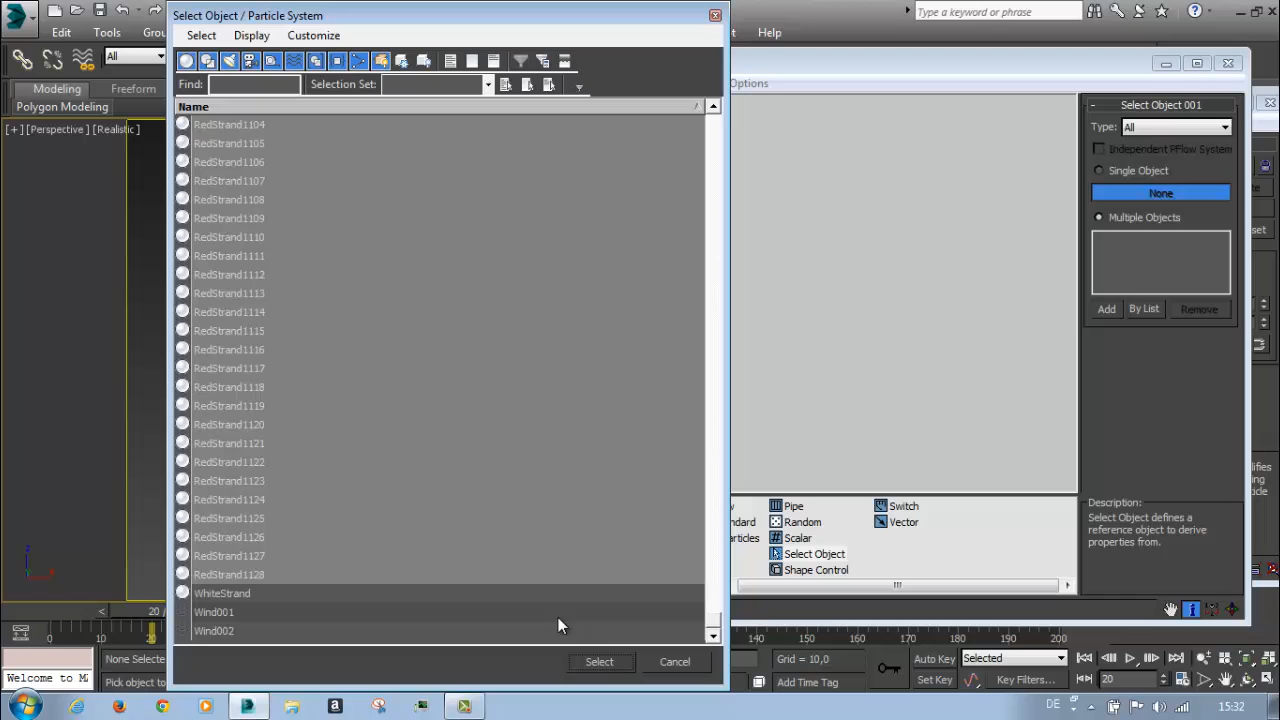 Select Object / Particle System
Type a keyword or phrase
Select Display Customize
Tools
Help
All
Find:
Selection Set:
Options
Freeform
Polygon Modeling
Name
[+] [Perspective] [Realistic]
RedStrand1104
RedStrand1105
RedStrand1106
RedStrand1107
RedStrand1108
RedStrand1109
RedStrand1110
RedStrand1111
RedStrand1112
RedStrand1113
RedStrand1114
RedStrand1115
RedStrand1116
RedStrand1117
RedStrand1118
RedStrand1119
RedStrand1120
RedStrand1121
RedStrand1122
RedStrand1123
RedStrand1124
RedStrand1125
RedStrand1126
RedStrand1127
RedStrand1128
WhiteStrand
Wind001
Wind002
Select
Cancel
- Select Object 001
Type: All
Independent PFlow System
Single Object
None
Multiple Objects
Add By List Remove
Pipe
Random
Scalar
Select Object
Shape Control
Switch
Vector
Description:
Select Object defines a
reference object to derive
properties from.
20 /
0 10 20
140 150 160 170 180 190 200
None Selecte
Grid = 10,0
Auto Key
Selected
Welcome to M
Pick object to
Add Time Tag
Set Key
Key Filters...
20
DE
15:32